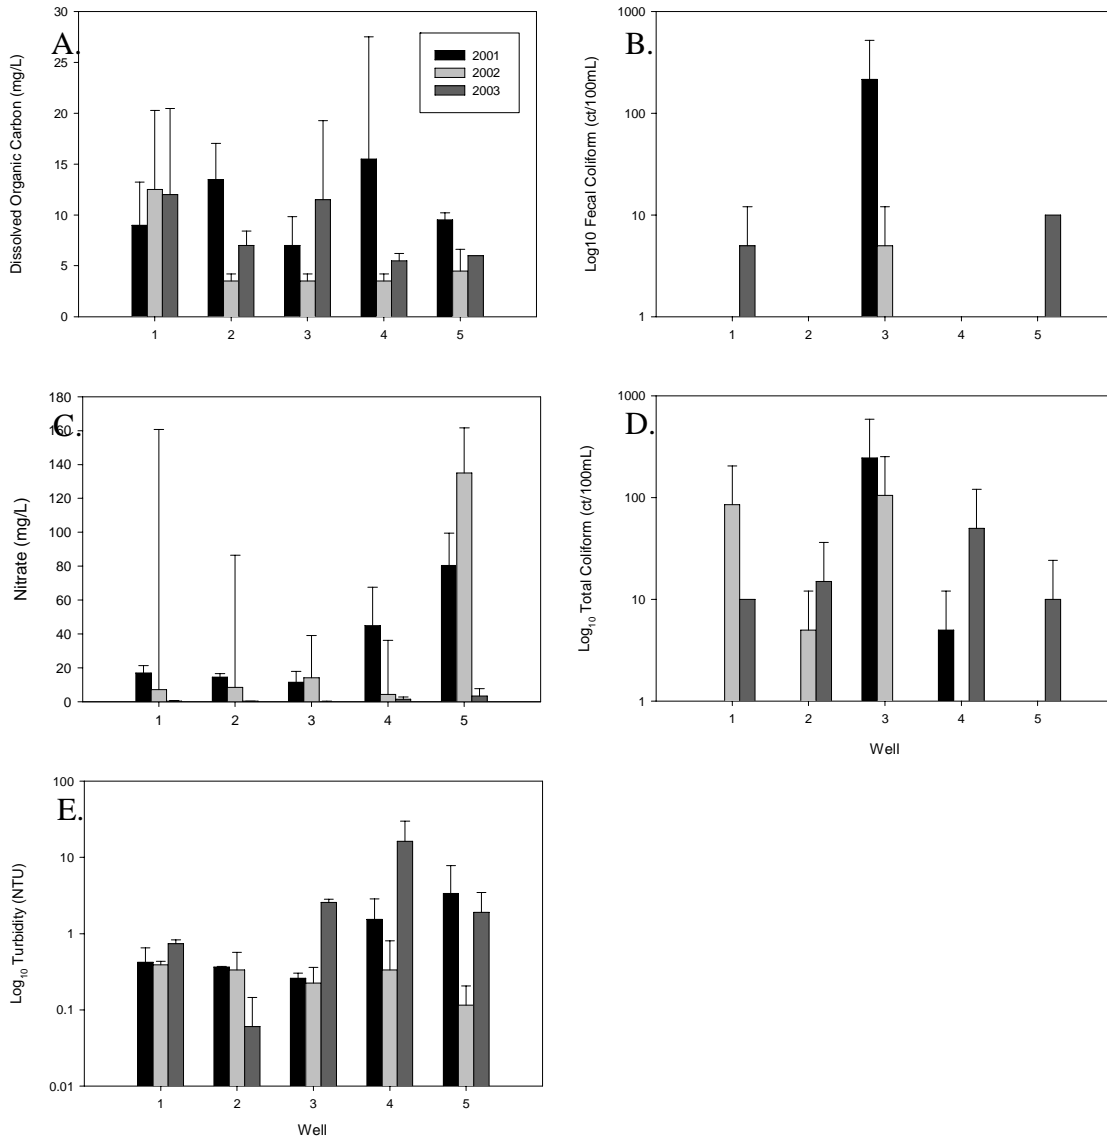 A.
Dissolved Organic Carbon (mg/L)
30
25
20
15
10
5
0
1 2 3 4 5
2001
2002
2003
B.
Log10 Fecal Coliform (ct/100mL)
1000
100
10
1
1 2 3 4 5
C.
Nitrate (mg/L)
180
160
140
120
100
80
60
40
20
0
1 2 3 4 5
D.
Log10 Total Coliform (ct/100mL)
1000
100
10
1
1 2 3 4 5
Well
E.
Log10 Turbidity (NTU)
100
10
1
0.1
0.01
1 2 3 4 5
Well